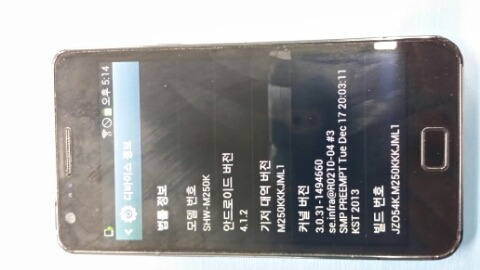 오후 5:14
디바이스 정보
법률 정보
모델 번호
SHW-M250K
안드로이드 버전
4.1.2
기저 대역 버전
M250KKKJML1
커널 버전
3.0.31-1494660
se.infra@R0210-04 #3
SMP PREEMPT Tue Dec 17 20:03:11
KST 2013
빌드 번호
JZO54K.M250KKKJML1